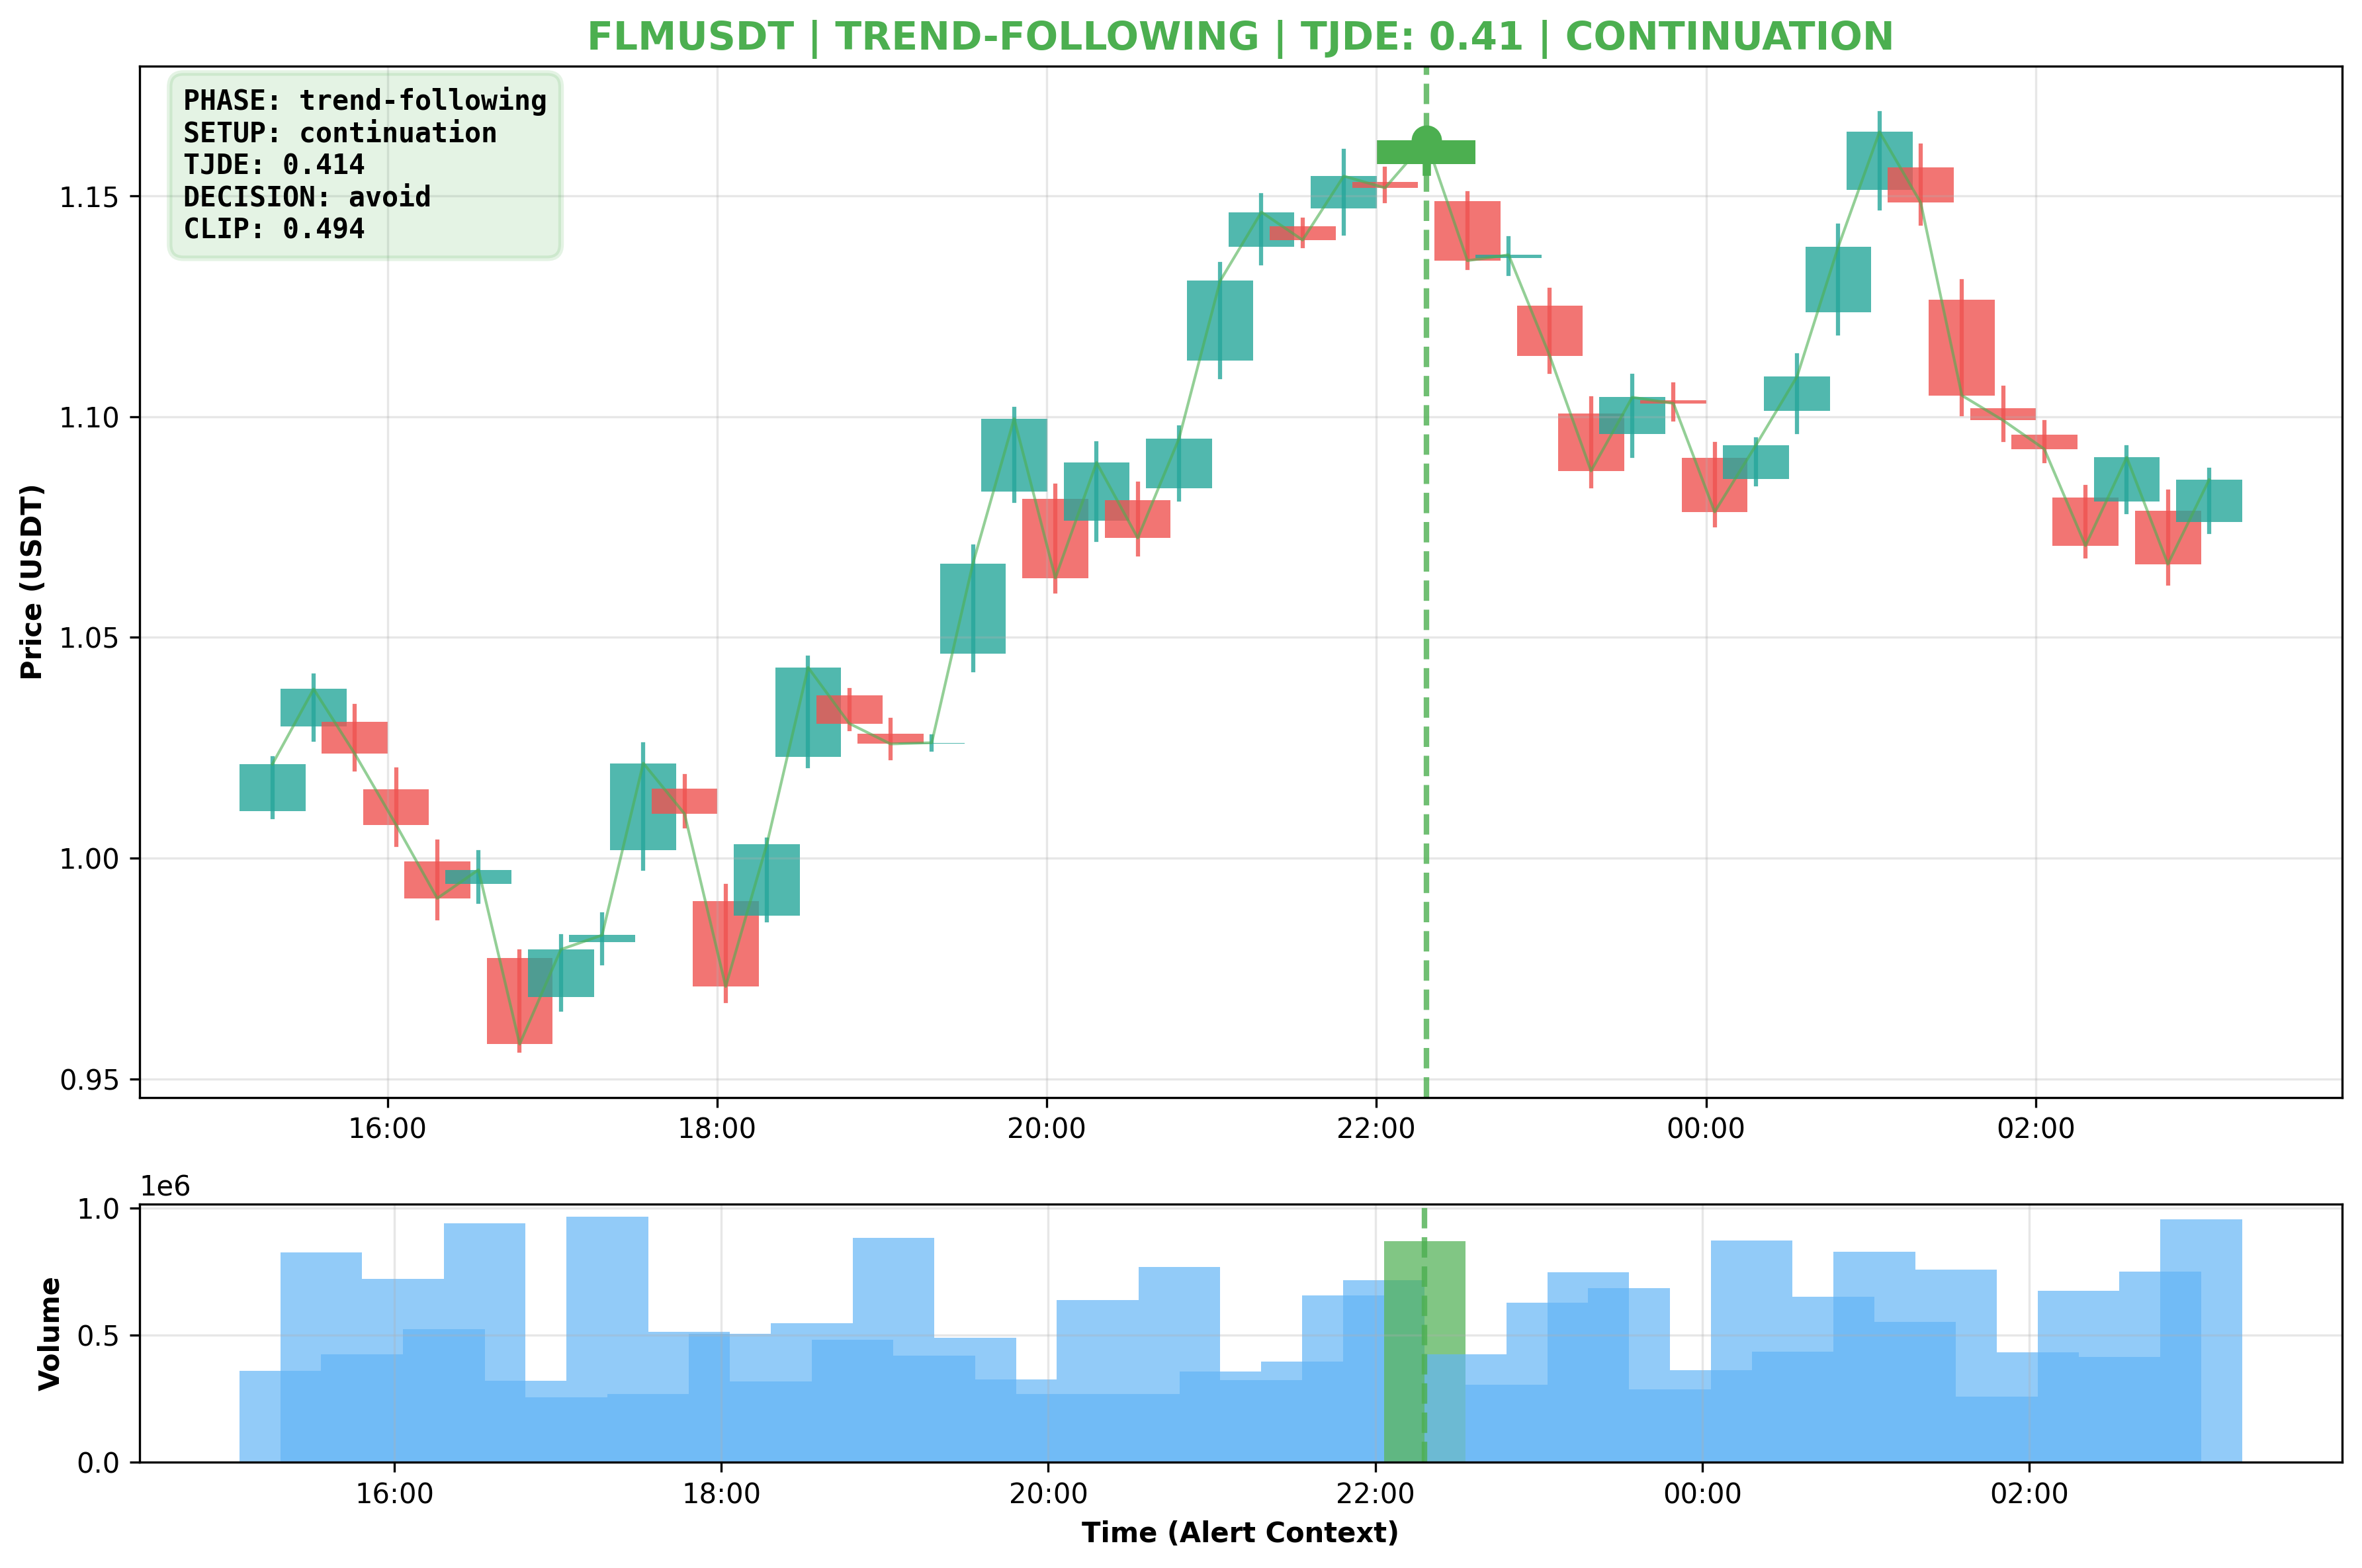 FLMUSDT | TREND-FOLLOWING | TJDE: 0.41 | CONTINUATION
PHASE: trend-following
SETUP: continuation
TJDE: 0.414
DECISION: avoid
CLIP: 0.494
Price (USDT)
1.15
1.10
1.05
1.00
0.95
16:00 18:00 20:00 22:00 00:00 02:00
1e6
Volume
1.0
0.5
0.0
16:00 18:00 20:00 22:00 00:00 02:00
Time (Alert Context)